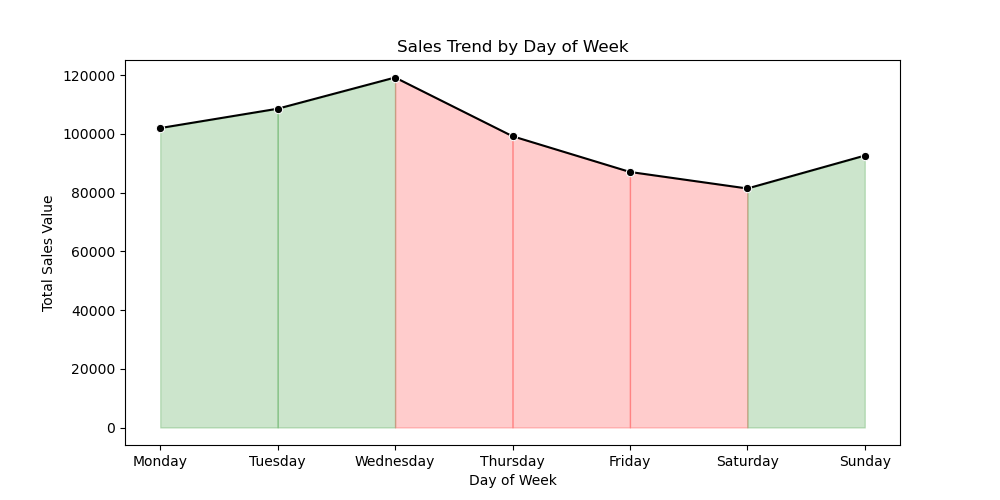 Sales Trend by Day of Week
Total Sales Value
120000
100000
80000
60000
40000
20000
0
Monday Tuesday Wednesday Thursday Friday Saturday Sunday
Day of Week